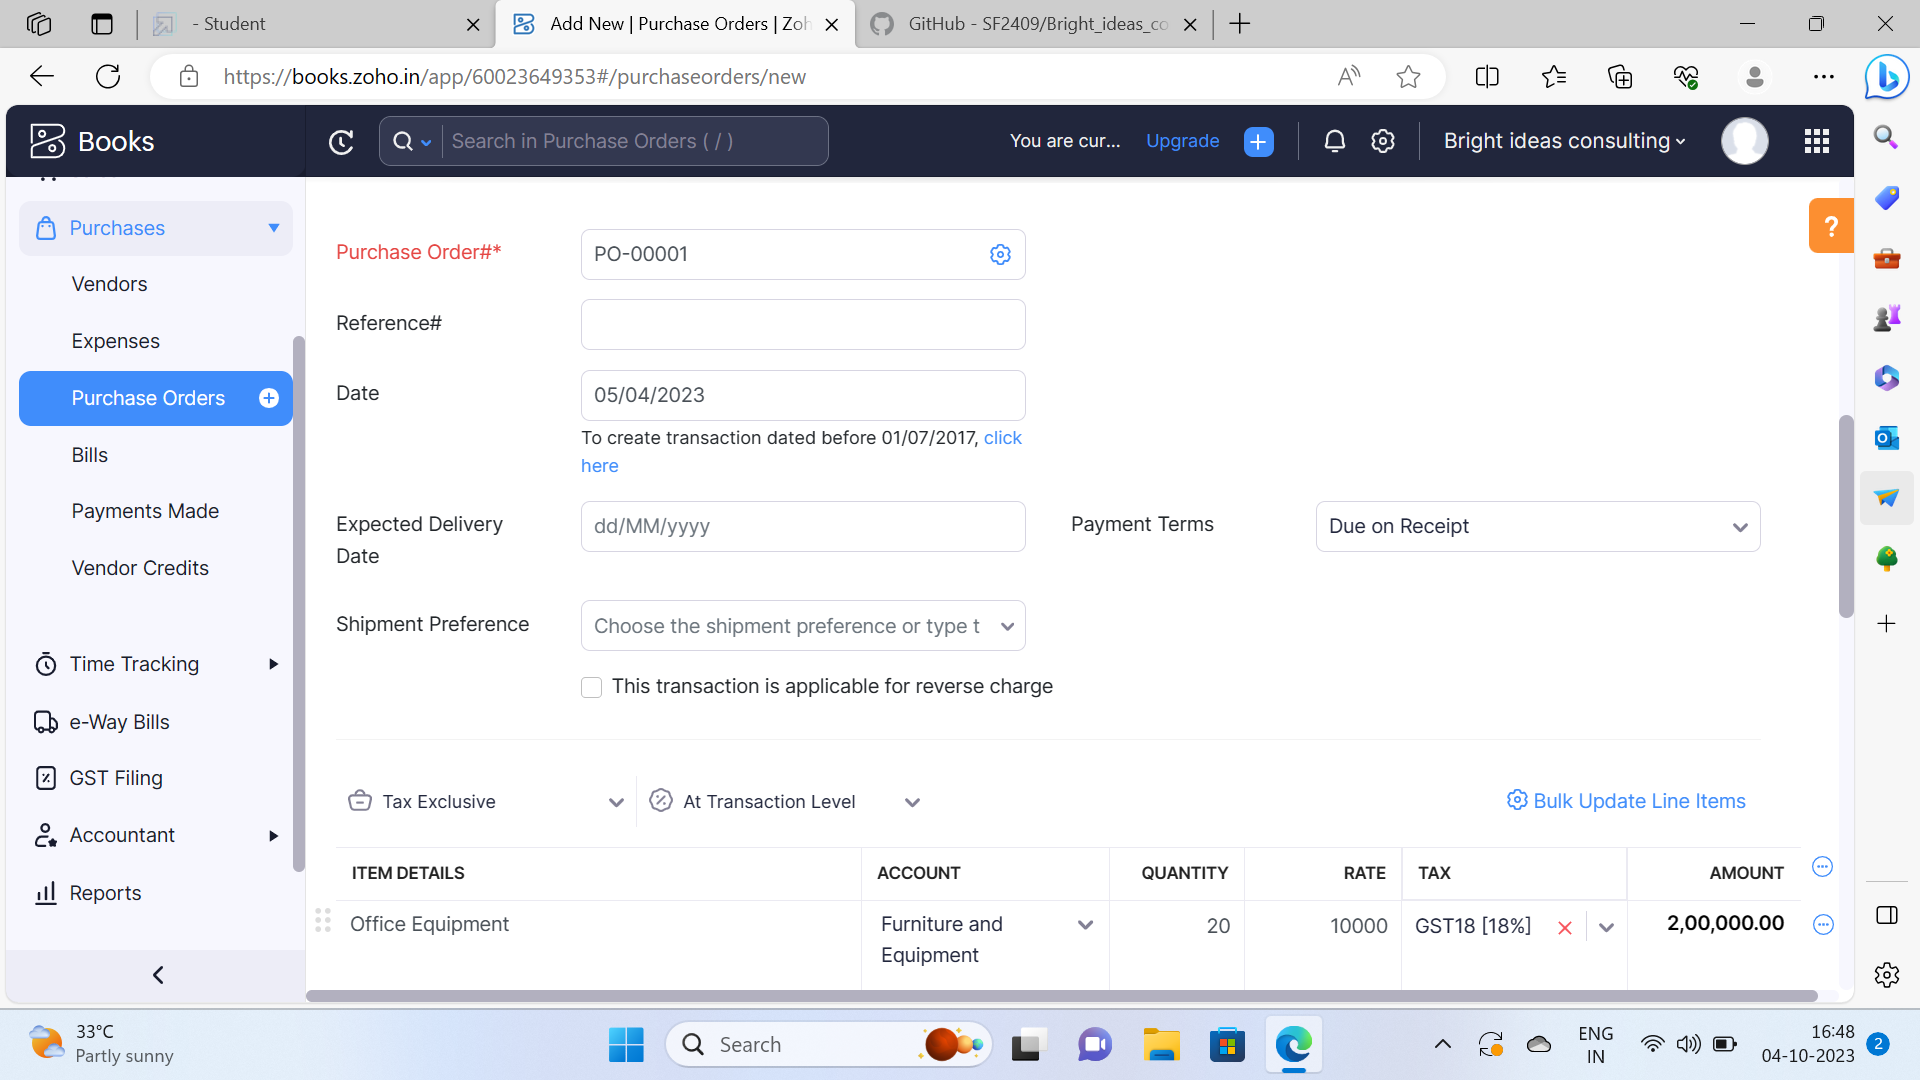 - Student
Add New | Purchase Orders | Zoh
GitHub - SF2409/Bright_ideas_co
https://books.zoho.in/app/60023649353#/purchaseorders/new
Books
Search in Purchase Orders ( / )
You are cur...
Upgrade
Bright ideas consulting
Purchases
Vendors
Expenses
Purchase Orders
Bills
Payments Made
Vendor Credits
Time Tracking
e-Way Bills
GST Filing
Accountant
Reports
?
Purchase Order#*
PO-00001
Reference#
Date
05/04/2023
To create transaction dated before 01/07/2017, click
here
Expected Delivery
Date
dd/MM/yyyy
Payment Terms
Due on Receipt
Shipment Preference
Choose the shipment preference or type t
This transaction is applicable for reverse charge
Tax Exclusive
At Transaction Level
Bulk Update Line Items
ITEM DETAILS
ACCOUNT
QUANTITY
RATE
TAX
AMOUNT
Office Equipment
Furniture and
Equipment
20
10000
GST18 [18%]
2,00,000.00
33°C
Partly sunny
Search
ENG
IN
16:48
04-10-2023
2